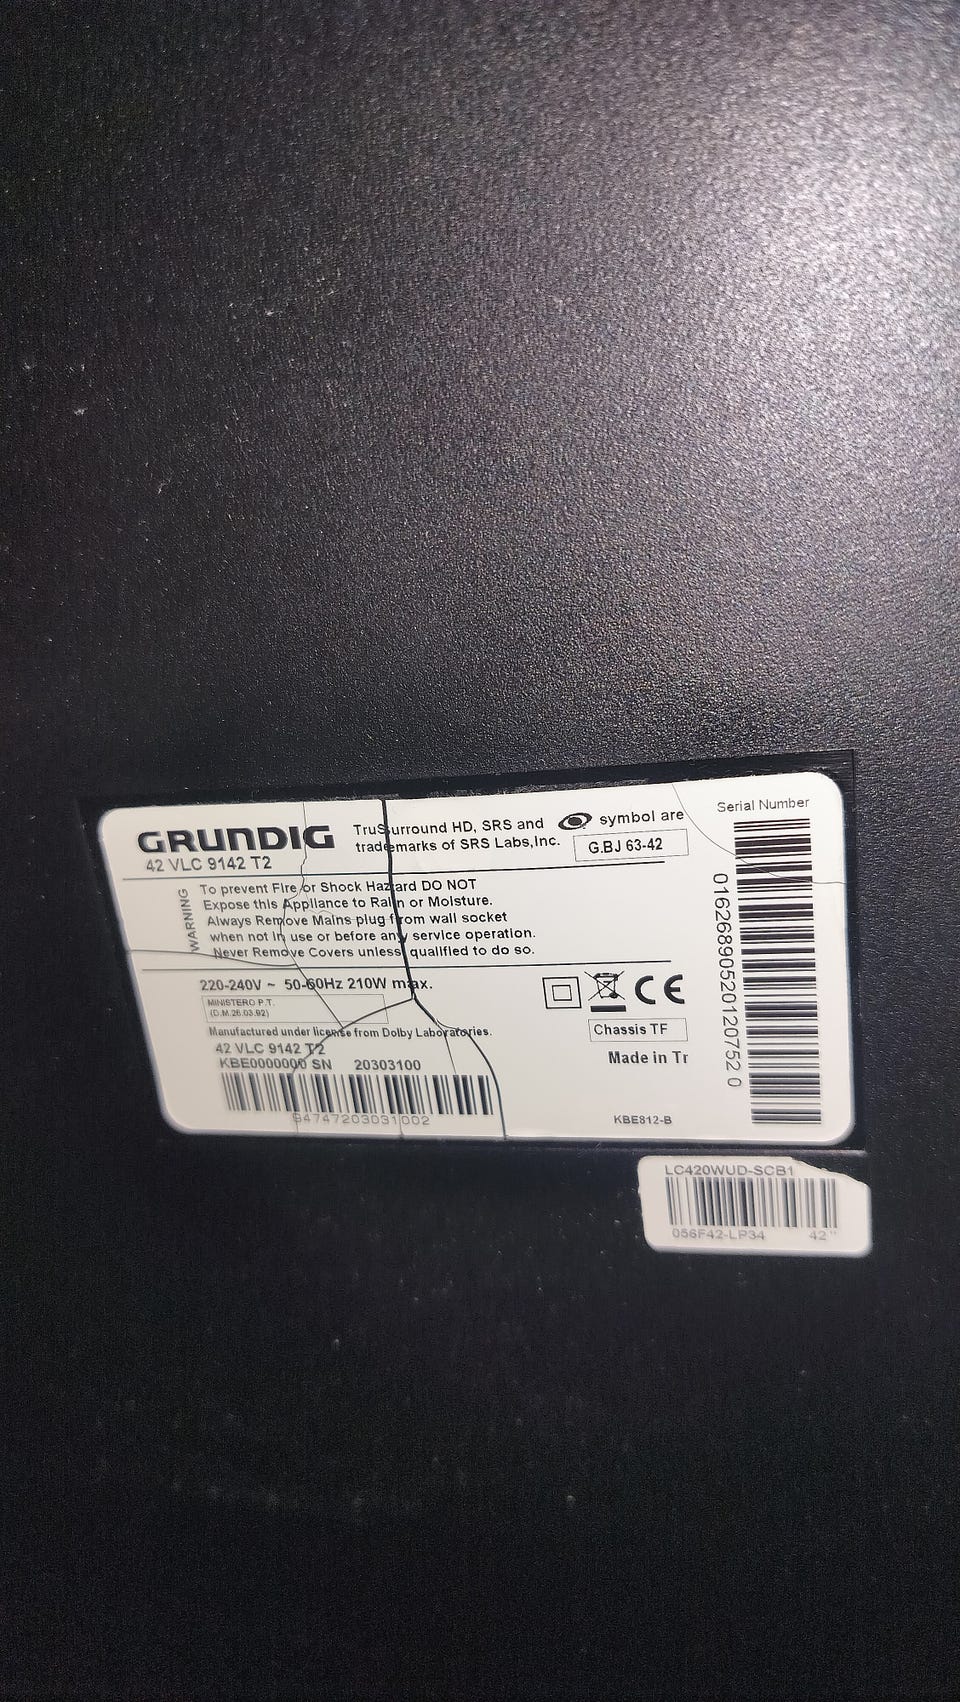 GRUNDIG
42 VLC 9142 T2
TruSurround HD, SRS and symbol are
trademarks of SRS Labs,Inc.
G.BJ 63-42
WARNING
To prevent Fire or Shock Hazard DO NOT
Expose this Appliance to Rain or Moisture.
Always Remove Mains plug from wall socket
when not in use or before any service operation.
Never Remove Covers unless qualified to do so.
220-240V ~ 50-60Hz 210W max.
MINISTERO P.T.
(D.M.26.03.92)
Manufactured under license from Dolby Laboratories.
42 VLC 9142 T2
KBE0000000 SN 20303100
94747203031002
CE
Chassis TF
Made in Tr
KBE812-B
Serial Number
01626890520120752 0
LC420WUD-SCB1
056F42-LP34 42"